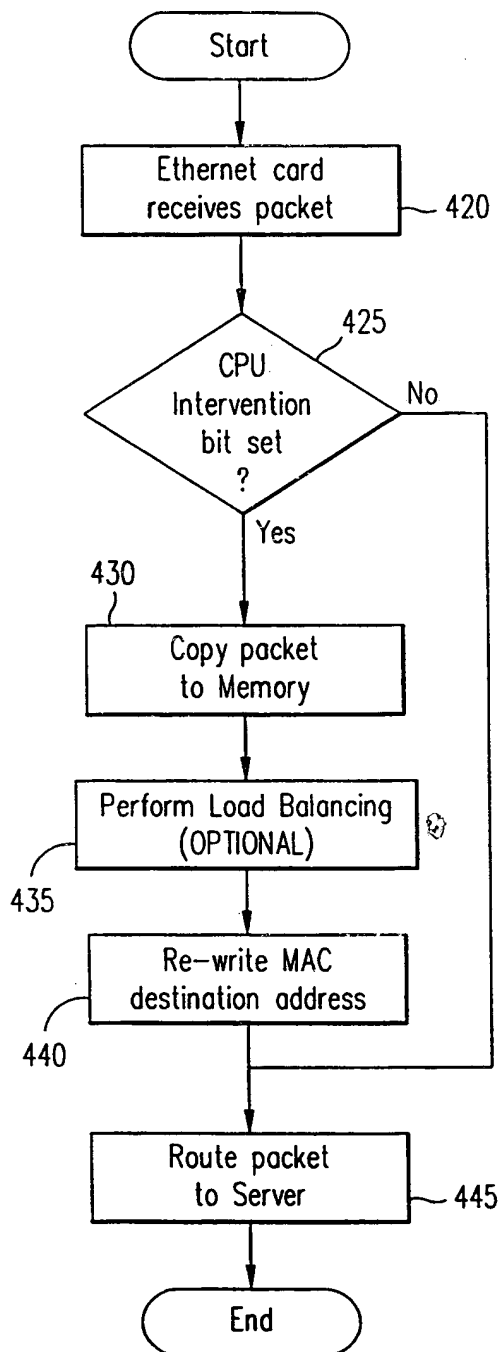 Start
Ethernet card
receives packet
420
425
CPU
Intervention
bit set
?
No
Yes
430
Copy packet
to Memory
Perform Load Balancing
(OPTIONAL)
435
Re-write MAC
destination address
440
Route packet
to Server
445
End